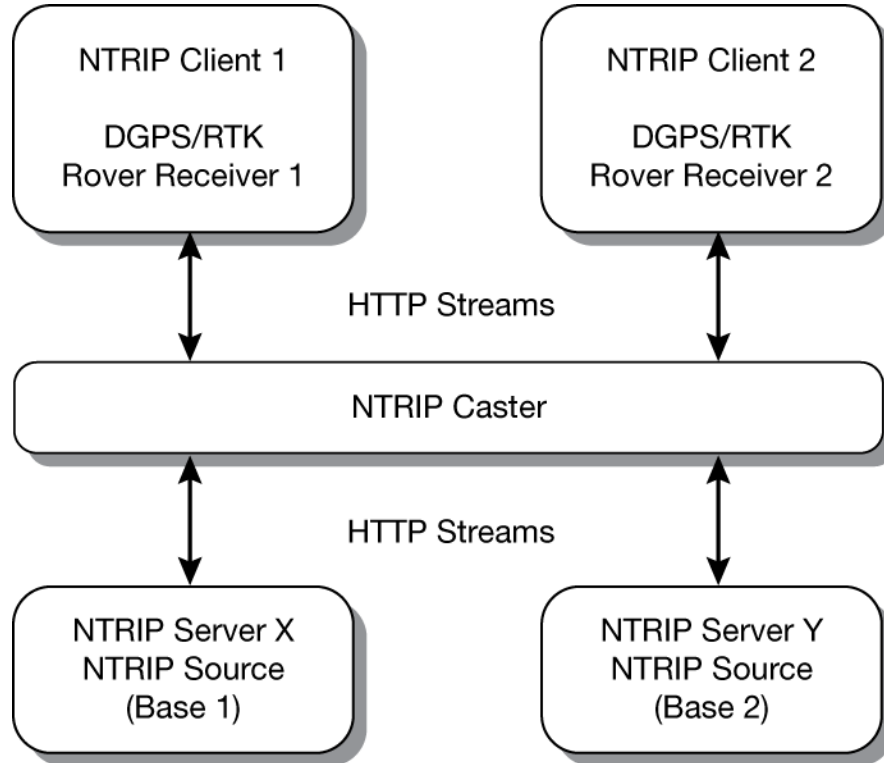 NTRIP Client 1
DGPS/RTK
Rover Receiver 1
NTRIP Client 2
DGPS/RTK
Rover Receiver 2
HTTP Streams
NTRIP Caster
HTTP Streams
NTRIP Server X
NTRIP Source
(Base 1)
NTRIP Server Y
NTRIP Source
(Base 2)